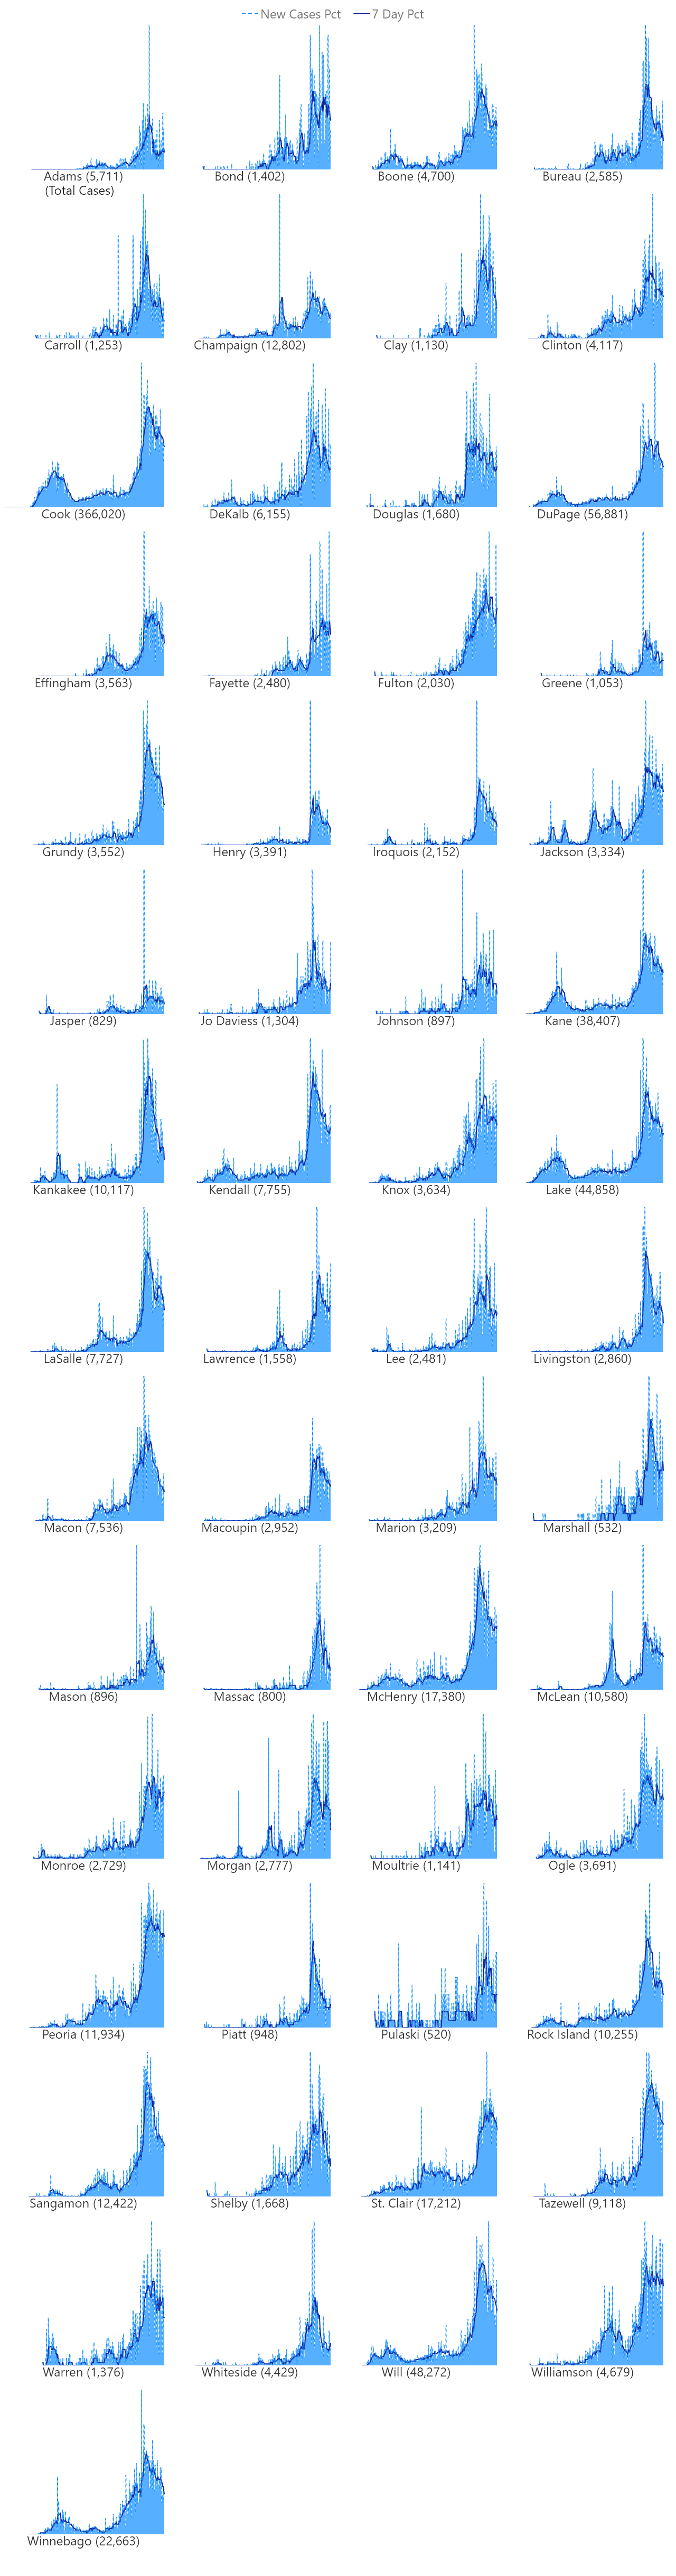 New Cases Pct 7 Day Pct
Adams (5,711) Bond (1,402) Boone (4,700) Bureau (2,585)
(Total Cases)
Carroll (1,253) Champaign (12,802) Clay (1,130) Clinton (4,117)
Cook (366,020) DeKalb (6,155) Douglas (1,680) DuPage (56,881)
Effingham (3,563) Fayette (2,480) Fulton (2,030) Greene (1,053)
Grundy (3,552) Henry (3,391) Iroquois (2,152) Jackson (3,334)
Jasper (829) Jo Daviess (1,304) Johnson (897) Kane (38,407)
Kankakee (10,117) Kendall (7,755) Knox (3,634) Lake (44,858)
LaSalle (7,727) Lawrence (1,558) Lee (2,481) Livingston (2,860)
Macon (7,536) Macoupin (2,952) Marion (3,209) Marshall (532)
Mason (896) Massac (800) McHenry (17,380) McLean (10,580)
Monroe (2,729) Morgan (2,777) Moultrie (1,141) Ogle (3,691)
Peoria (11,934) Piatt (948) Pulaski (520) Rock Island (10,255)
Sangamon (12,422) Shelby (1,668) St. Clair (17,212) Tazewell (9,118)
Warren (1,376) Whiteside (4,429) Will (48,272) Williamson (4,679)
Winnebago (22,663)